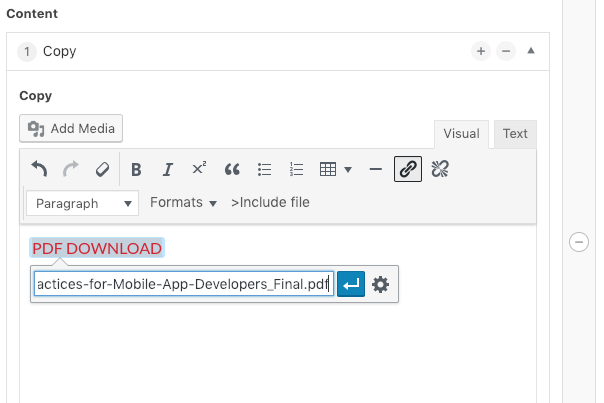 Content
1 Copy
Copy
Add Media
Visual Text
B I X²
Paragraph Formats >Include file
PDF DOWNLOAD
actices-for-Mobile-App-Developers_Final.pdf